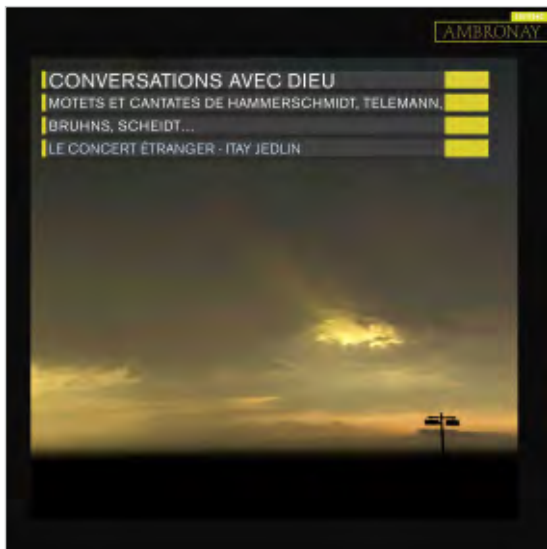 AMBRONAY
CONVERSATIONS AVEC DIEU
MOTETS ET CANTATES DE HAMMERSCHMIDT, TELEMANN,
BRUHNS, SCHEIDT...
LE CONCERT ÉTRANGER - ITAY JEDLIN